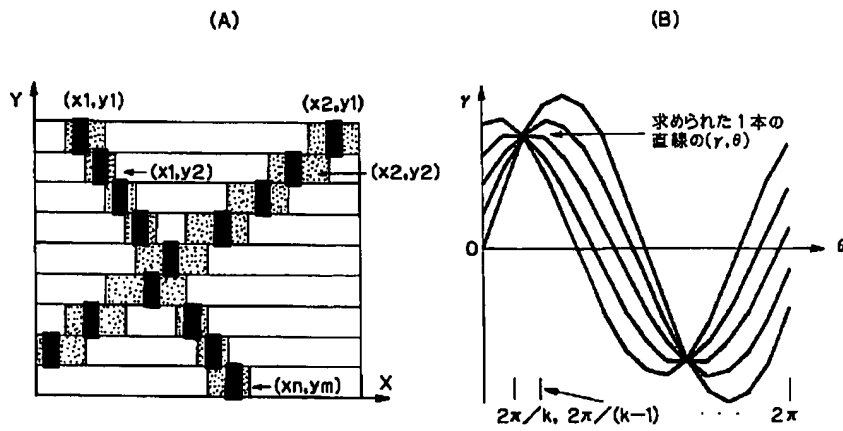 (A)
(B)
Y
(x1,y1)
(x2,y1)
(x1,y2)
(x2,y2)
(xn,ym)
X
γ
求められた1本の
直線の(γ,θ)
0
θ
2π/k, 2π/(k−1) ・・・・ 2π